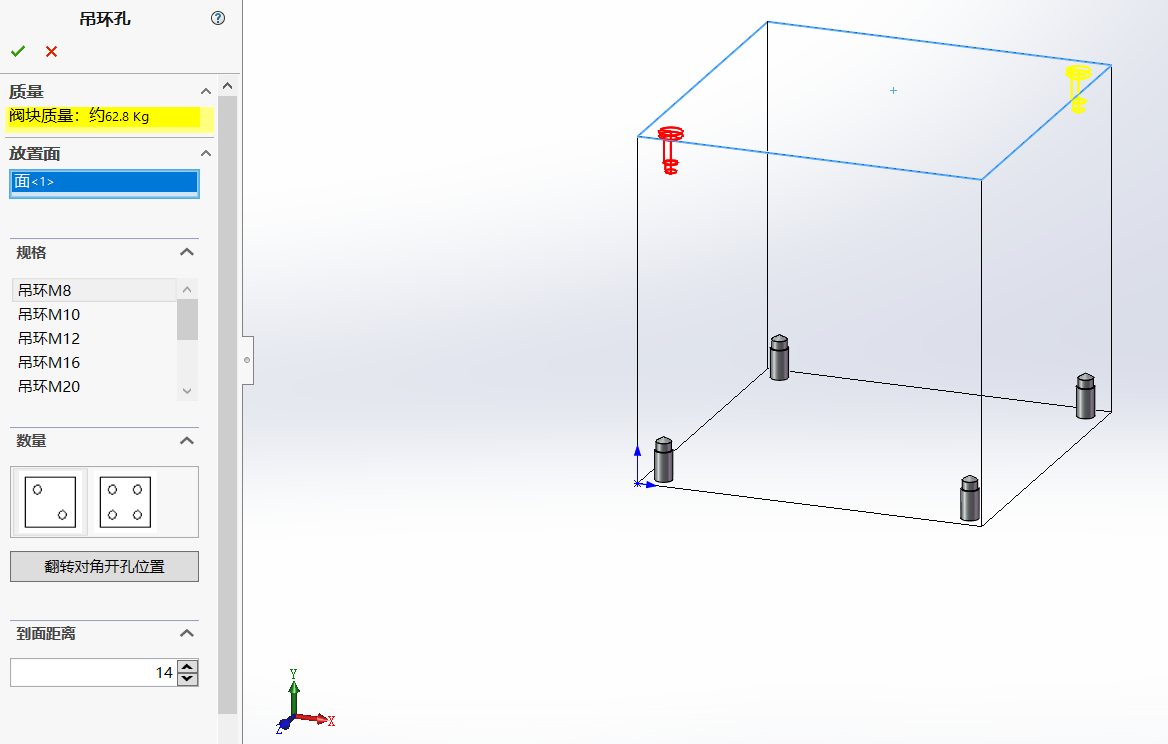 吊环孔
质量
阀块质量：约62.8 Kg
放置面
面<1>
规格
吊环M8
吊环M10
吊环M12
吊环M16
吊环M20
数量
翻转对角开孔位置
到面距离
14
Y
X
Z